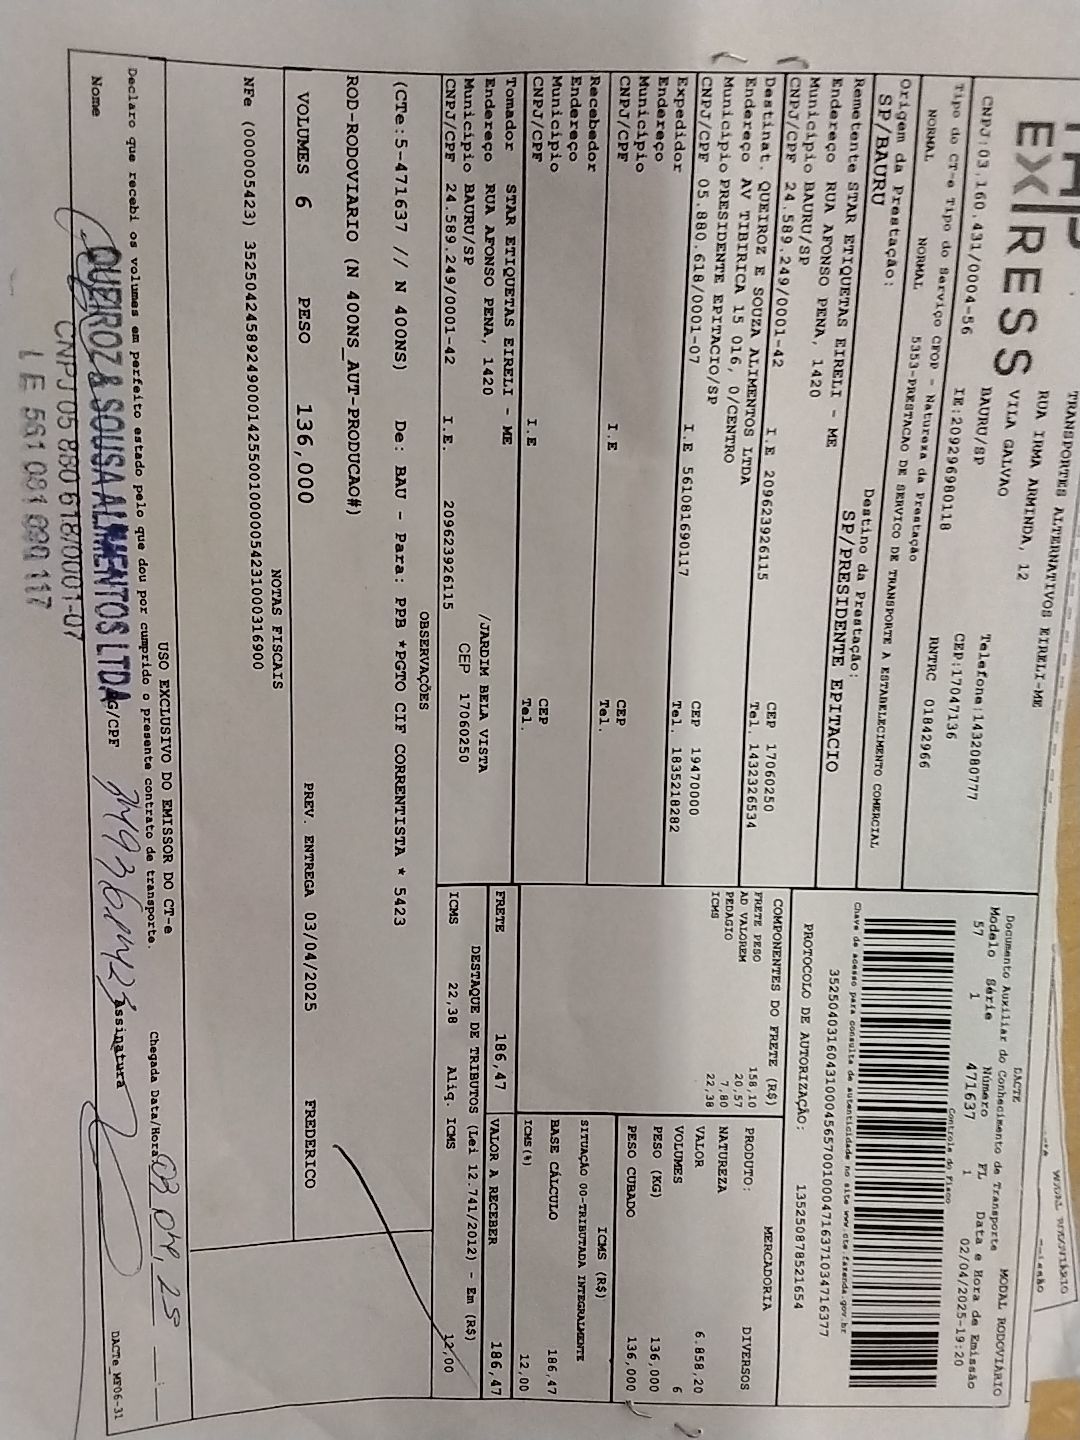 EXPRESS
TRANSPORTES ALTERNATIVOS EIRELI-ME
RUA IRMA ARMINDA, 12
VILA GALVAO
BAURU/SP
Telefone:1432080777
CEP:17047136
CNPJ:03.160.431/0004-56
IE:209296980118
RNTRC 01842966
Tipo do CT-e Tipo do Serviço CFOP - Natureza da Prestação
NORMAL NORMAL 5353-PRESTACAO DE SERVICO DE TRANSPORTE A ESTABELECIMENTO COMERCIAL
Origem da Prestação: Destino da Prestação:
SP/BAURU SP/PRESIDENTE EPITACIO
DACTE
Documento Auxiliar do Conhecimento de Transporte MODAL RODOVIÁRIO
Modelo Série Número FL Data e Hora de Emissão
57 1 471637 1 02/04/2025-19:20
Controle do Fisco
Chave de acesso para consulta de autenticidade no site www.cte.fazenda.gov.br
35250403160431000456570010004716371034716377
PROTOCOLO DE AUTORIZAÇÃO: 135250878521654
Remetente STAR ETIQUETAS EIRELI - ME
Endereço RUA AFONSO PENA, 1420
Município BAURU/SP CEP 17060250
CNPJ/CPF 24.589.249/0001-42 I.E 209623926115 Tel. 1432326534
Destinat. QUEIROZ E SOUZA ALIMENTOS LTDA
Endereço AV TIBIRICA 15 016, 0/CENTRO
Município PRESIDENTE EPITACIO/SP CEP 19470000
CNPJ/CPF 05.880.618/0001-07 I.E 561081690117 Tel. 1835218282
Expedidor
Endereço
Município CEP
CNPJ/CPF I.E Tel.
Recebedor
Endereço
Município CEP
CNPJ/CPF I.E Tel.
Tomador STAR ETIQUETAS EIRELI - ME
Endereço RUA AFONSO PENA, 1420 /JARDIM BELA VISTA
Município BAURU/SP CEP 17060250
CNPJ/CPF 24.589.249/0001-42 I.E. 209623926115
COMPONENTES DO FRETE (R$)
FRETE PESO 158,10
AD VALOREM 20,57
PEDAGIO 7,80
ICMS 22,38
MERCADORIA
PRODUTO: DIVERSOS
NATUREZA
VALOR 6.858,20
VOLUMES 6
PESO (KG) 136,000
PESO CUBADO 136,000
ICMS (R$)
SITUAÇÃO 00-TRIBUTADA INTEGRALMENTE
BASE CÁLCULO 186,47
ICMS(%) 12,00
FRETE 186,47 VALOR A RECEBER 186,47
DESTAQUE DE TRIBUTOS (Lei 12.741/2012) - Em (R$)
ICMS 22,38 Aliq. ICMS 12,00
OBSERVAÇÕES
(CTe:5-471637 // N 400NS) De: BAU - Para: PPB *PGTO CIF CORRENTISTA * 5423
ROD-RODOVIARIO (N 400NS_AUT-PRODUCAO#)
VOLUMES 6 PESO 136,000 PREV. ENTREGA 03/04/2025 FREDERICO
NOTAS FISCAIS
NFe (000005423) 35250424589249000142550010000054231000316900
USO EXCLUSIVO DO EMISSOR DO CT-e
Declaro que recebi os volumes em perfeito estado pelo que dou por cumprido o presente contrato de transporte.
Chegada Data/Hora
Nome RG/CPF Assinatura
QUEIROZ & SOUSA ALIMENTOS LTDA
CNPJ 05 880 618/0001-07
DACTe_MF06-31